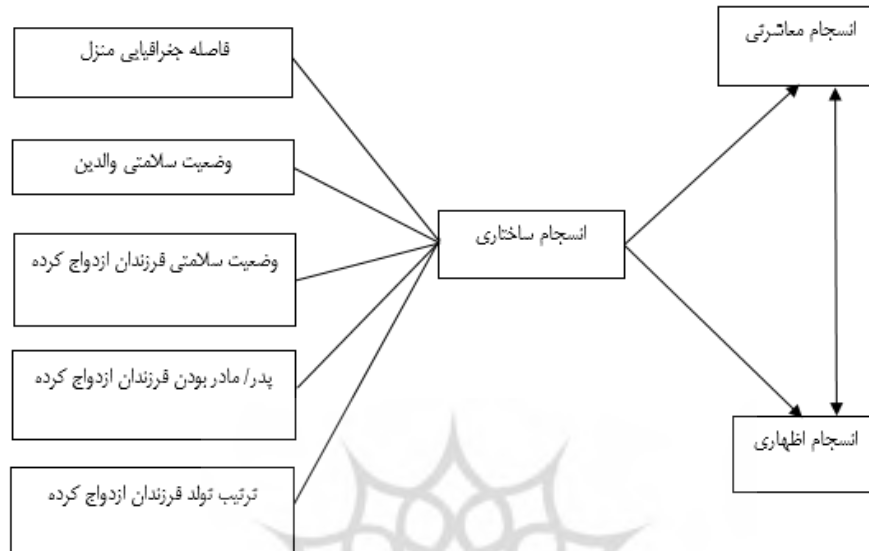 انسجام معاشرتی
فاصله جغرافیایی منزل
وضعیت سلامتی والدین
انسجام ساختاری
وضعیت سلامتی فرزندان ازدواج کرده
پدر/ مادر بودن فرزندان ازدواج کرده
انسجام اظهاری
ترتیب تولد فرزندان ازدواج کرده